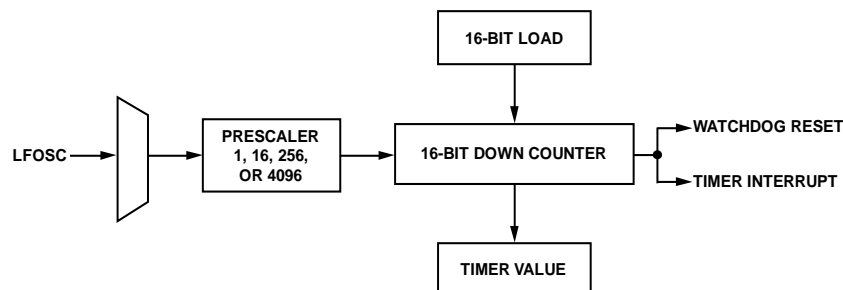 16-BIT LOAD
LFOSC
PRESCALER
1, 16, 256,
OR 4096
16-BIT DOWN COUNTER
WATCHDOG RESET
TIMER INTERRUPT
TIMER VALUE